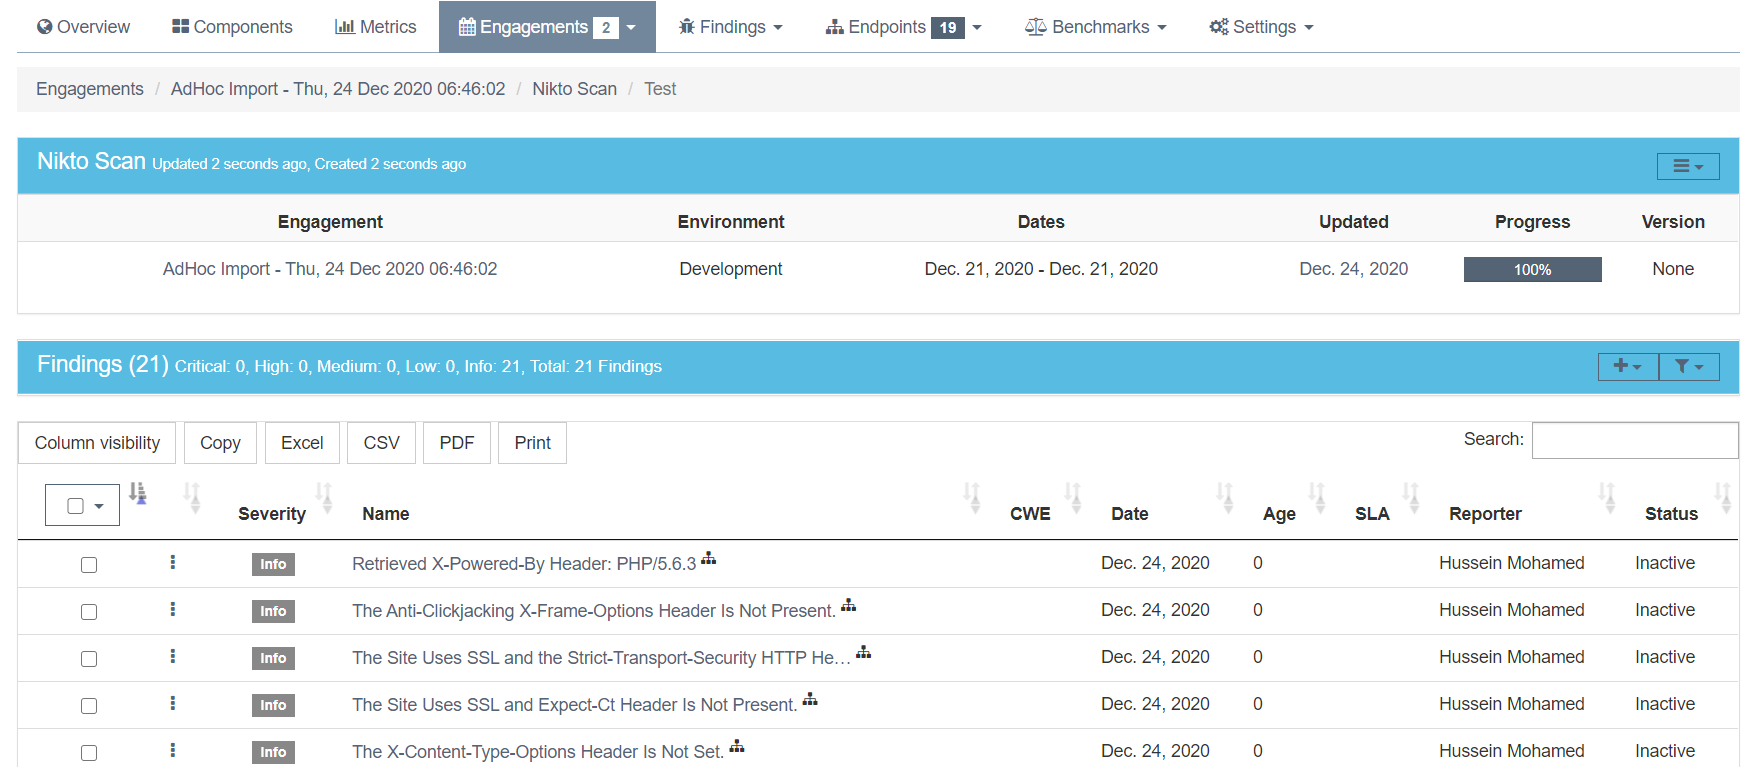 Overview Components Metrics Engagements 2 Findings Endpoints 19 Benchmarks Settings
Engagements / AdHoc Import - Thu, 24 Dec 2020 06:46:02 / Nikto Scan / Test
Nikto Scan Updated 2 seconds ago, Created 2 seconds ago
Engagement Environment Dates Updated Progress Version
AdHoc Import - Thu, 24 Dec 2020 06:46:02 Development Dec. 21, 2020 - Dec. 21, 2020 Dec. 24, 2020 100% None
Findings (21) Critical: 0, High: 0, Medium: 0, Low: 0, Info: 21, Total: 21 Findings
Column visibility Copy Excel CSV PDF Print Search:
Severity Name CWE Date Age SLA Reporter Status
Info Retrieved X-Powered-By Header: PHP/5.6.3 Dec. 24, 2020 0 Hussein Mohamed Inactive
Info The Anti-Clickjacking X-Frame-Options Header Is Not Present. Dec. 24, 2020 0 Hussein Mohamed Inactive
Info The Site Uses SSL and the Strict-Transport-Security HTTP He... Dec. 24, 2020 0 Hussein Mohamed Inactive
Info The Site Uses SSL and Expect-Ct Header Is Not Present. Dec. 24, 2020 0 Hussein Mohamed Inactive
Info The X-Content-Type-Options Header Is Not Set. Dec. 24, 2020 0 Hussein Mohamed Inactive